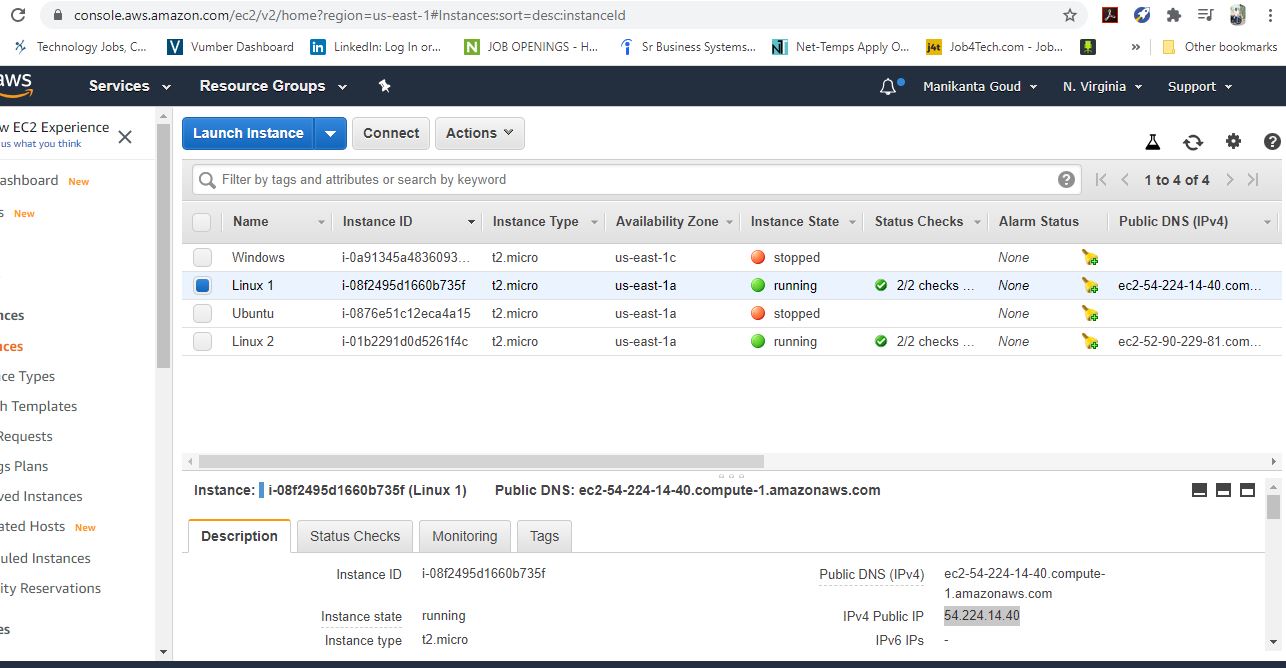 console.aws.amazon.com/ec2/v2/home?region=us-east-1#Instances:sort=desc:instanceId
Technology Jobs, C... Vumbe dashboard LinkedIn: Log In or... JOB OPENINGS - H... Sr Business Systems... Net-Temps Apply O... j4t Job4Tech.com - Job... » Other bookmarks
aws Services Resource Groups Manikanta Goud N. Virginia Support
w EC2 Experience
us what you think
ashboard New
s New
nces
nces
ce Types
h Templates
Requests
gs Plans
ved Instances
ated Hosts New
uled Instances
ity Reservations
es
Launch Instance Connect Actions
Filter by tags and attributes or search by keyword 1 to 4 of 4
Name Instance ID Instance Type Availability Zone Instance State Status Checks Alarm Status Public DNS (IPv4)
Windows i-0a91345a4836093... t2.micro us-east-1c stopped None
Linux 1 i-08f2495d1660b735f t2.micro us-east-1a running 2/2 checks ... None ec2-54-224-14-40.com...
Ubuntu i-0876e51c12eca4a15 t2.micro us-east-1a stopped None
Linux 2 i-01b2291d0d5261f4c t2.micro us-east-1a running 2/2 checks ... None ec2-52-90-229-81.com...
Instance: i-08f2495d1660b735f (Linux 1) Public DNS: ec2-54-224-14-40.compute-1.amazonaws.com
Description Status Checks Monitoring Tags
Instance ID i-08f2495d1660b735f Public DNS (IPv4) ec2-54-224-14-40.compute-
1.amazonaws.com
Instance state running IPv4 Public IP 54.224.14.40
Instance type t2.micro IPv6 IPs -